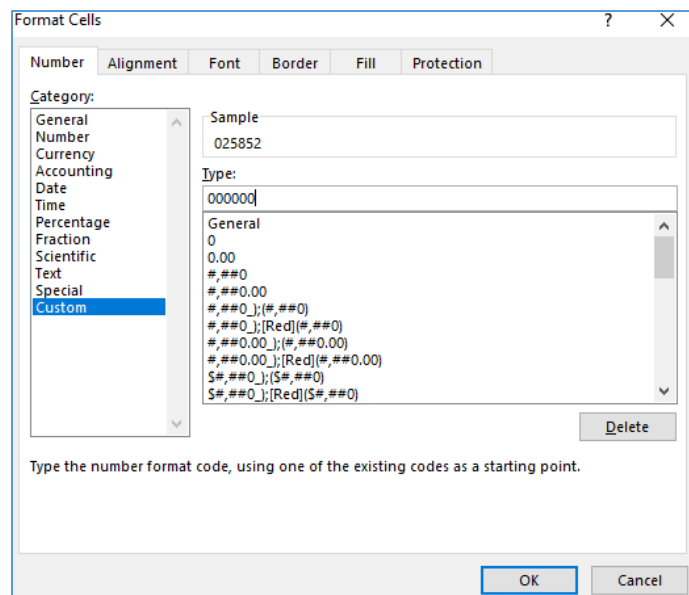 Format Cells ? X
Number Alignment Font Border Fill Protection
Category:
General
Number
Currency
Accounting
Date
Time
Percentage
Fraction
Scientific
Text
Special
Custom
Sample
025852
Type:
000000
General
0
0.00
#,##0
#,##0.00
#,##0_);(#,##0)
#,##0_);[Red](#,##0)
#,##0.00_);(#,##0.00)
#,##0.00_);[Red](#,##0.00)
$#,##0_);($#,##0)
$#,##0_);[Red]($#,##0)
Delete
Type the number format code, using one of the existing codes as a starting point.
OK Cancel